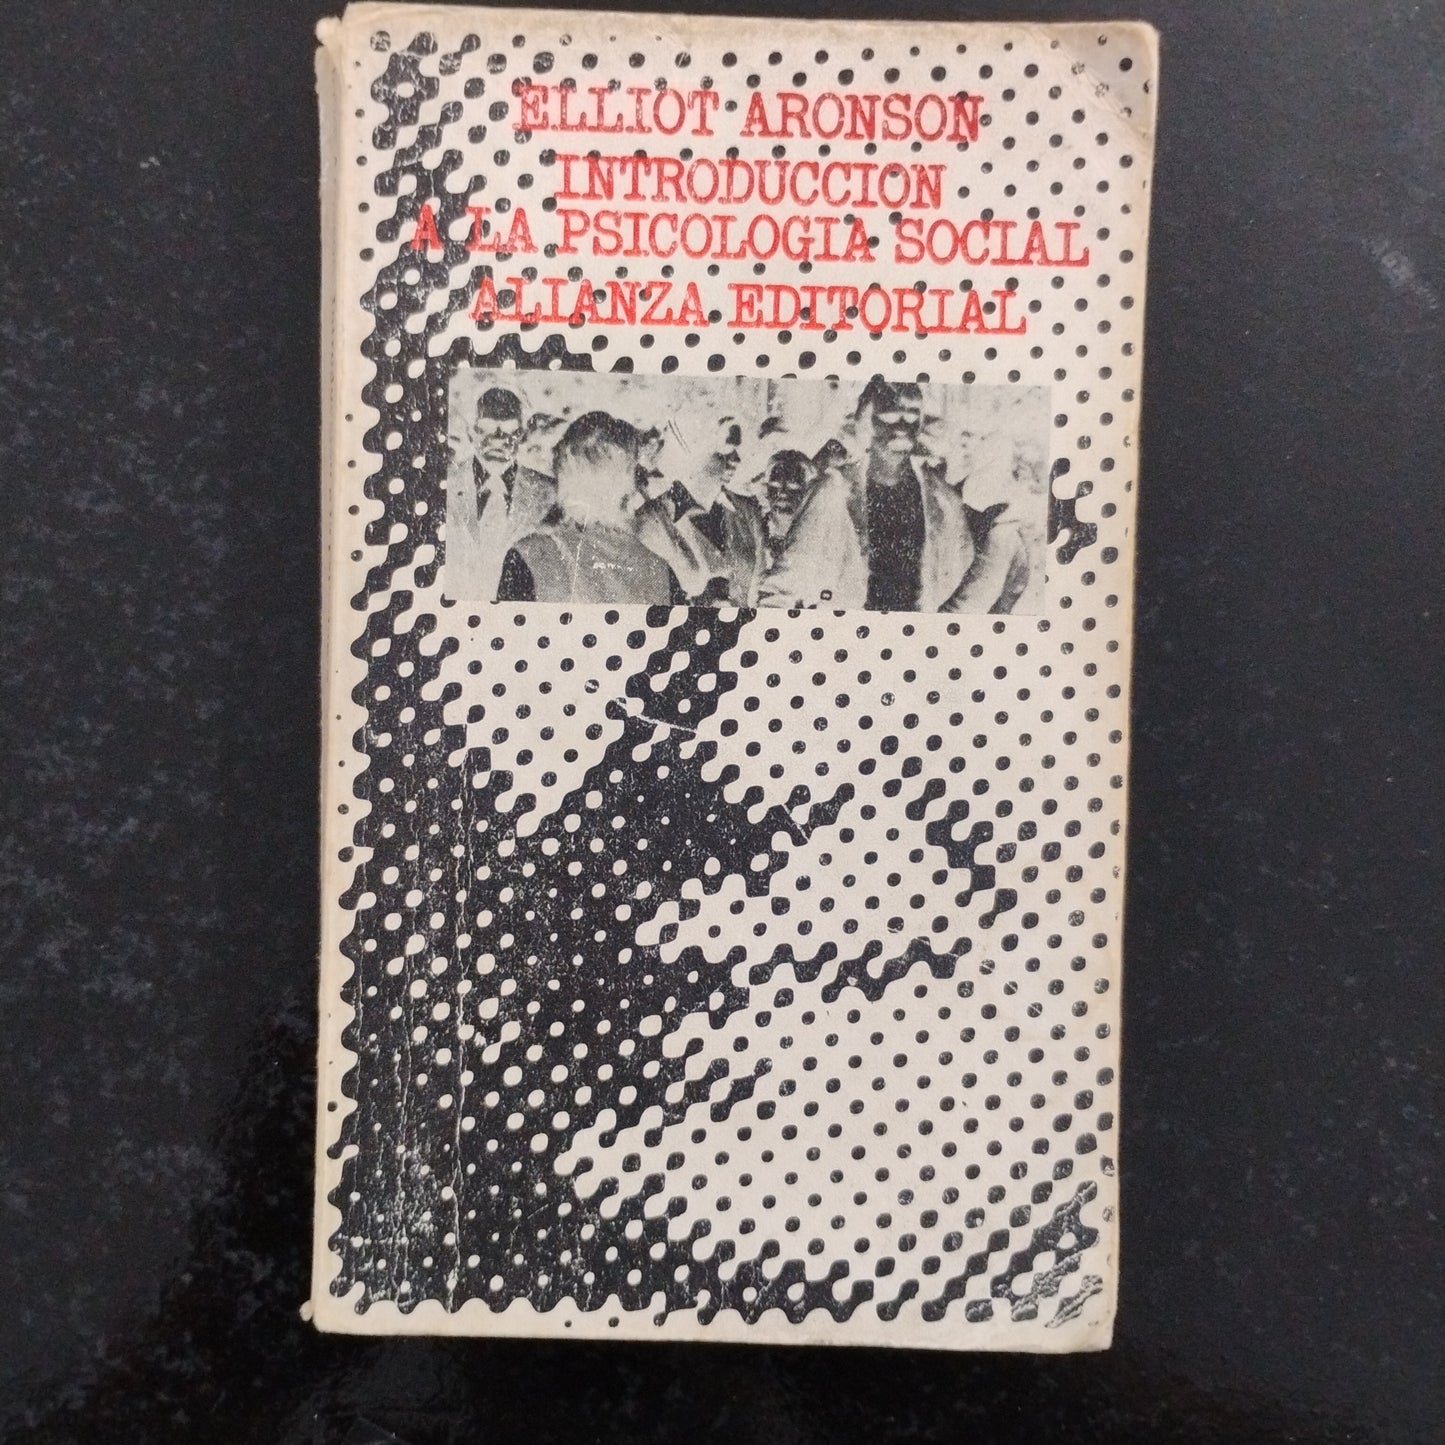 ELLIOT ARONSON
INTRODUCCION
A LA PSICOLOGIA SOCIAL
ALIANZA EDITORIAL